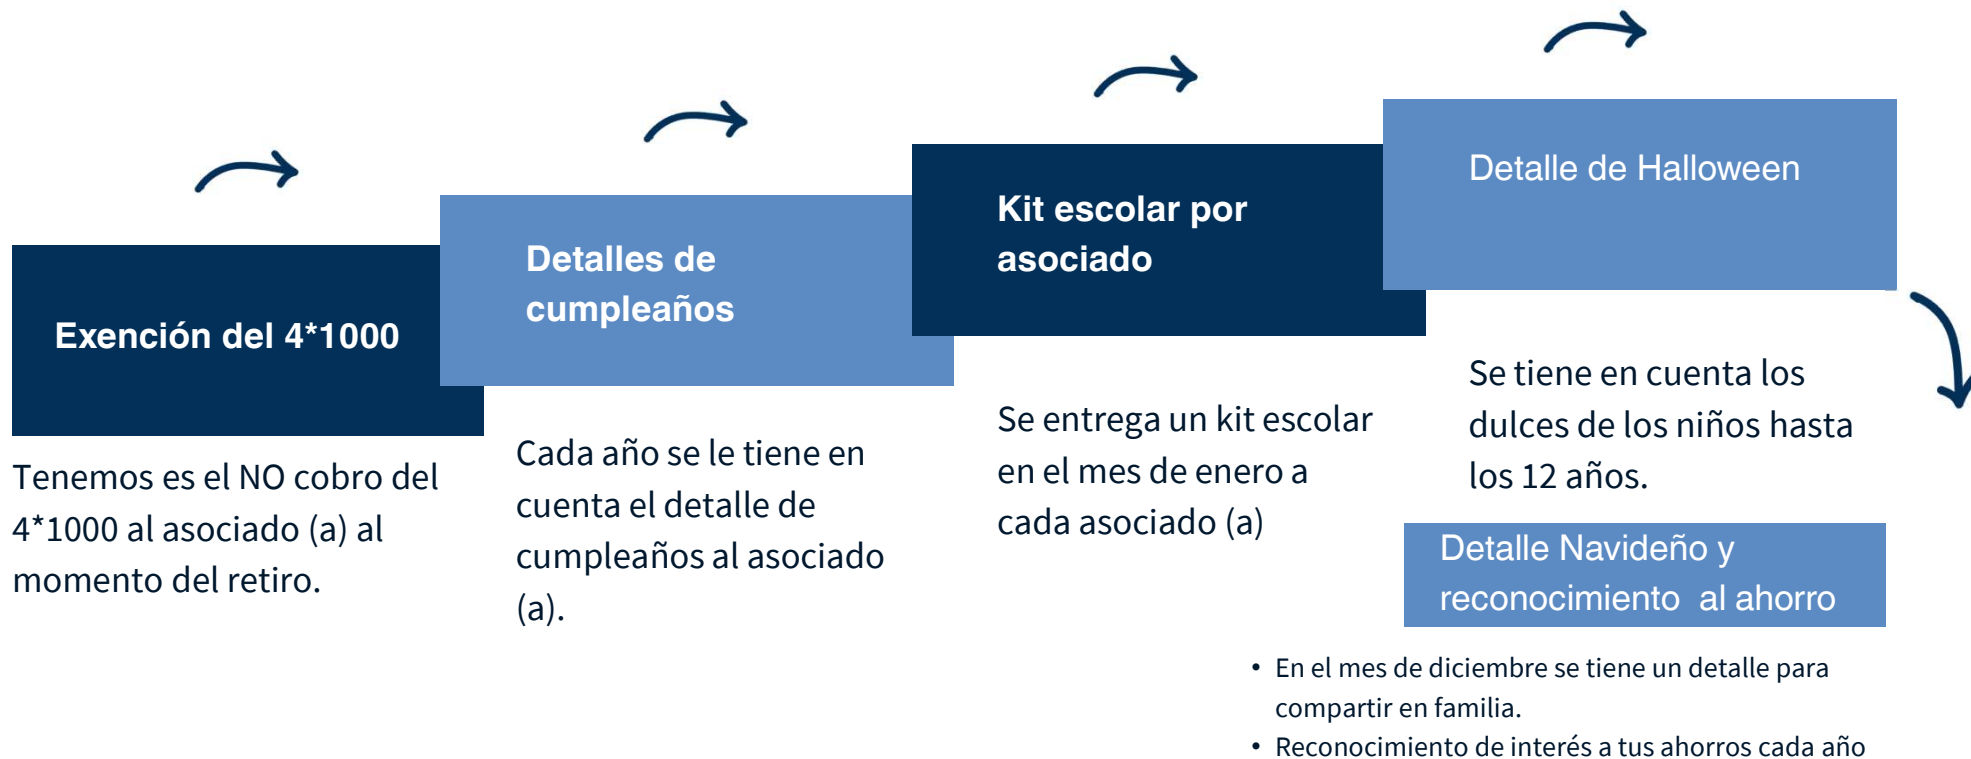 Exención del 4*1000
Tenemos es el NO cobro del
4*1000 al asociado (a) al
momento del retiro.
Detalles de
cumpleaños
Cada año se le tiene en
cuenta el detalle de
cumpleaños al asociado
(a).
Kit escolar por
asociado
Se entrega un kit escolar
en el mes de enero a
cada asociado (a)
Detalle de Halloween
Se tiene en cuenta los
dulces de los niños hasta
los 12 años.
Detalle Navideño y
reconocimiento  al ahorro
• En el mes de diciembre se tiene un detalle para
compartir en familia.
• Reconocimiento de interés a tus ahorros cada año